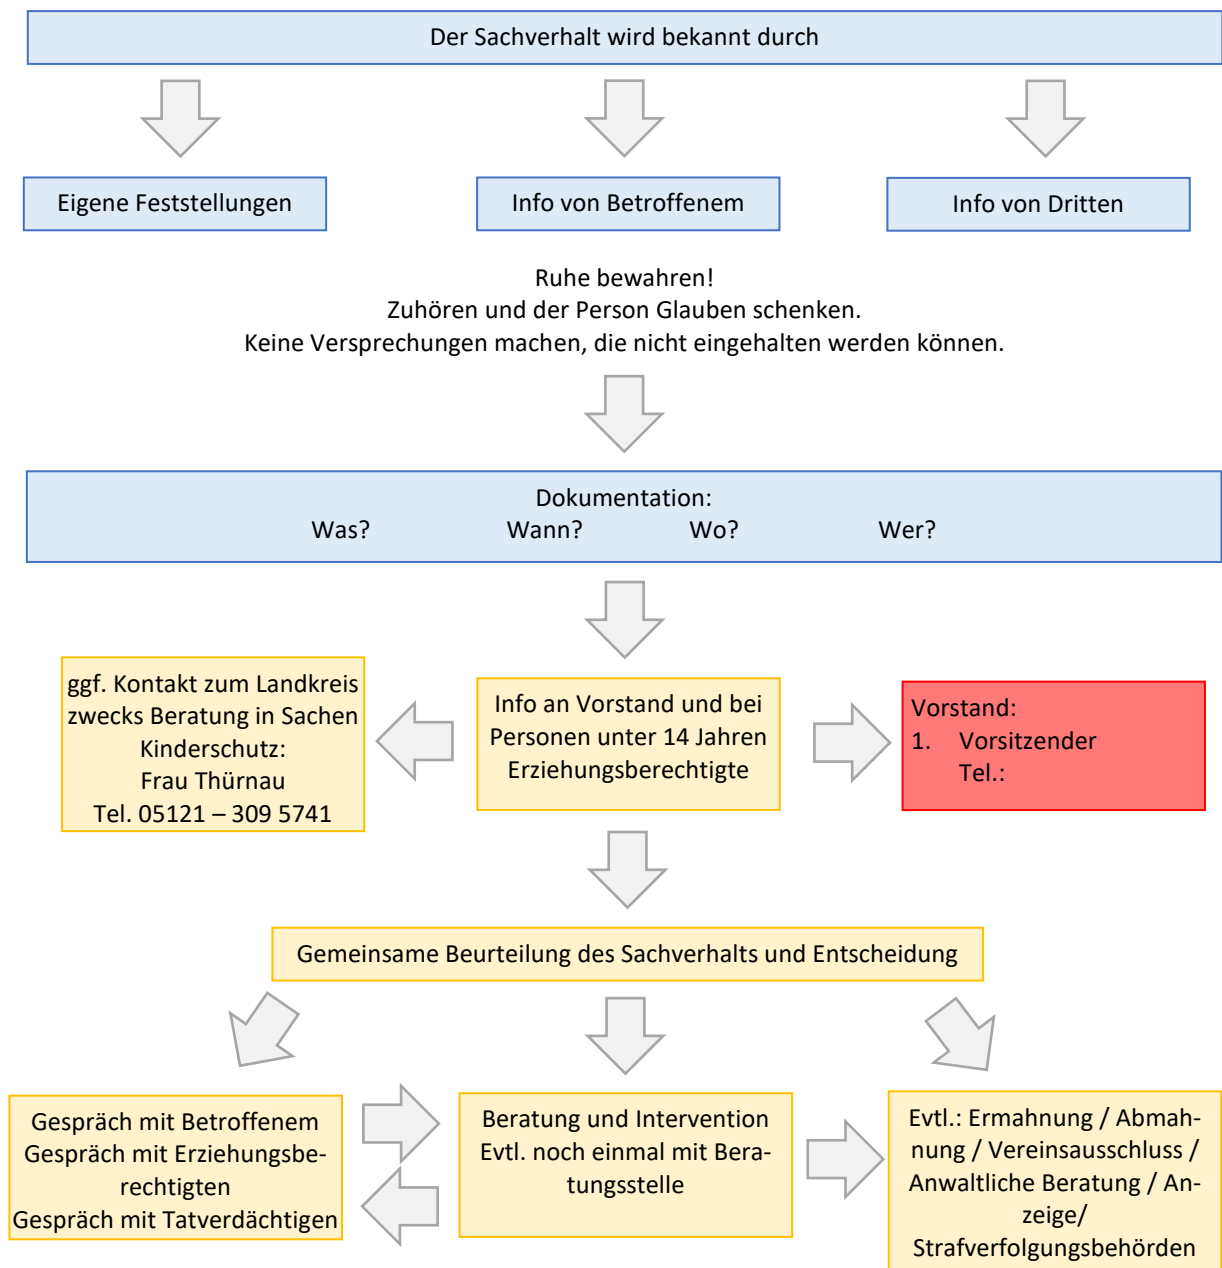 Der Sachverhalt wird bekannt durch
Eigene Feststellungen
Info von Betroffenem
Info von Dritten
Ruhe bewahren!
Zuhören und der Person Glauben schenken.
Keine Versprechungen machen, die nicht eingehalten werden können.
Dokumentation:
Was? Wann? Wo? Wer?
ggf. Kontakt zum Landkreis
zwecks Beratung in Sachen
Kinderschutz:
Frau Thürnau
Tel. 05121 – 309 5741
Info an Vorstand und bei
Personen unter 14 Jahren
Erziehungsberechtigte
Vorstand:
1. Vorsitzender
Tel.:
Gemeinsame Beurteilung des Sachverhalts und Entscheidung
Gespräch mit Betroffenem
Gespräch mit Erziehungsbe-
rechtigten
Gespräch mit Tatverdächtigen
Beratung und Intervention
Evtl. noch einmal mit Bera-
tungsstelle
Evtl.: Ermahnung / Abmah-
nung / Vereinsausschluss /
Anwaltliche Beratung / An-
zeige/
Strafverfolgungsbehörden